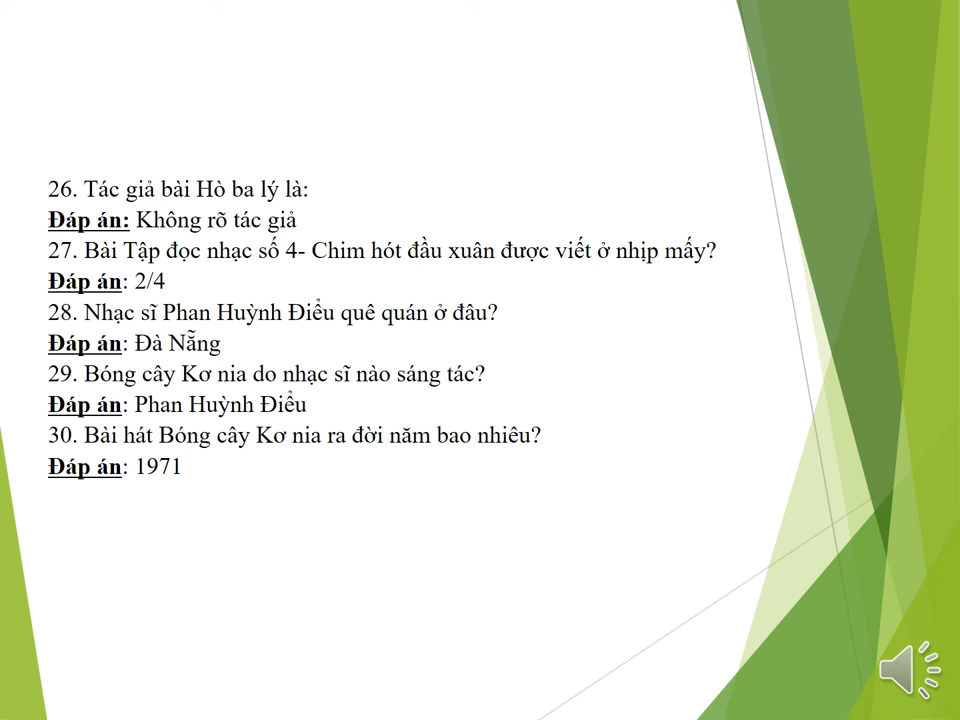 26. Tác giả bài Hò ba lý là:
Đáp án: Không rõ tác giả
27. Bài Tập đọc nhạc số 4- Chim hót đầu xuân được viết ở nhịp mấy?
Đáp án: 2/4
28. Nhạc sĩ Phan Huỳnh Điểu quê quán ở đâu?
Đáp án: Đà Nẵng
29. Bóng cây Kơ nia do nhạc sĩ nào sáng tác?
Đáp án: Phan Huỳnh Điểu
30. Bài hát Bóng cây Kơ nia ra đời năm bao nhiêu?
Đáp án: 1971